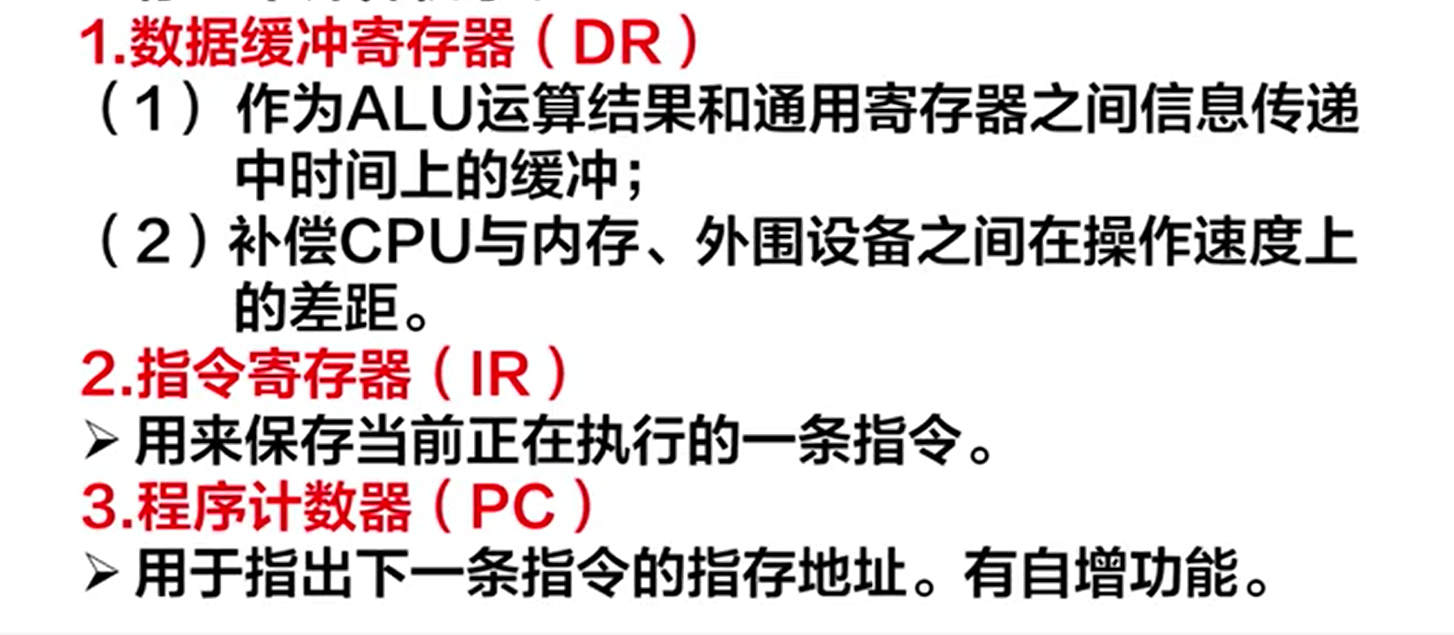 1.数据缓冲寄存器（DR）
（1）作为ALU运算结果和通用寄存器之间信息传递
中时间上的缓冲；
（2）补偿CPU与内存、外围设备之间在操作速度上
的差距。
2.指令寄存器（IR）
➢ 用来保存当前正在执行的一条指令。
3.程序计数器（PC）
➢ 用于指出下一条指令的指存地址。有自增功能。